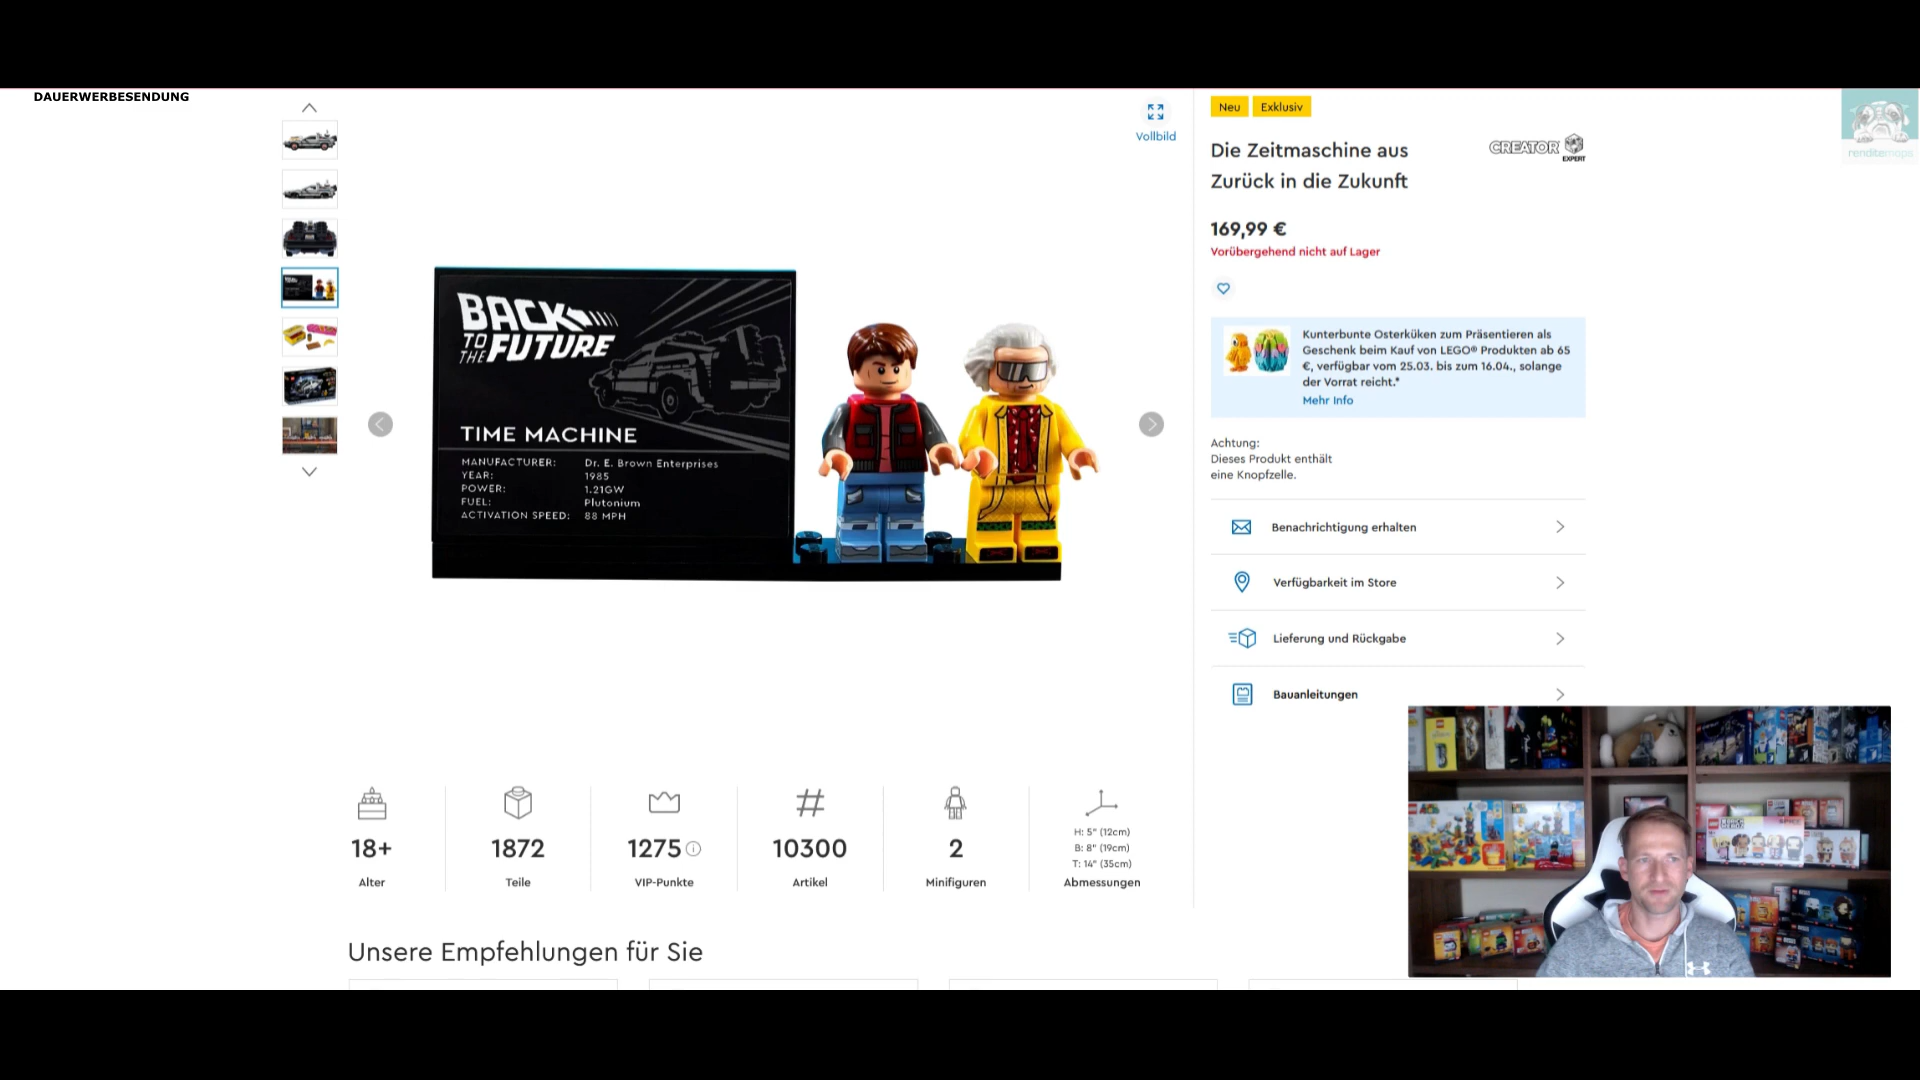 DAUERWERBESENDUNG
Vollbild
BACK
TO THE FUTURE
TIME MACHINE
MANUFACTURER: Dr. E. Brown Enterprises
YEAR: 1985
POWER: 1.21GW
FUEL: Plutonium
ACTIVATION SPEED: 88 MPH
Neu Exklusiv
Die Zeitmaschine aus
Zurück in die Zukunft
CREATOR
EXPERT
renditemops
169,99 €
Vorübergehend nicht auf Lager
Kunterbunte Osterküken zum Präsentieren als
Geschenk beim Kauf von LEGO® Produkten ab 65
€, verfügbar vom 25.03. bis zum 16.04., solange
der Vorrat reicht.*
Mehr Info
Achtung:
Dieses Produkt enthält
eine Knopfzelle.
Benachrichtigung erhalten
Verfügbarkeit im Store
Lieferung und Rückgabe
Bauanleitungen
18+
Alter
1872
Teile
1275
VIP-Punkte
10300
Artikel
2
Minifiguren
H: 5" (12cm)
B: 8" (19cm)
T: 14" (35cm)
Abmessungen
Unsere Empfehlungen für Sie